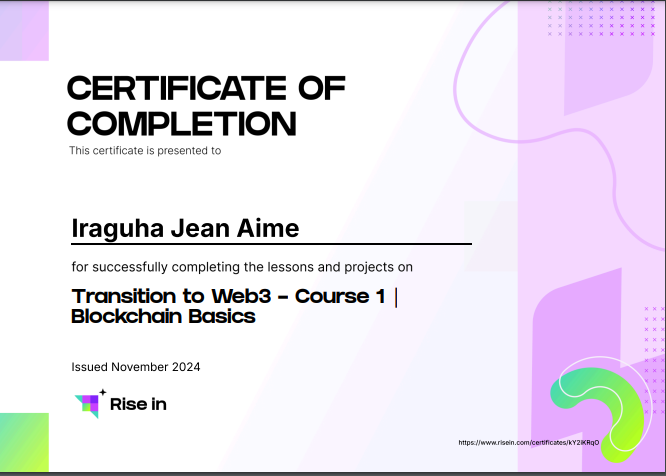 CERTIFICATE OF
COMPLETION
This certificate is presented to
Iraguha Jean Aime
for successfully completing the lessons and projects on
Transition to Web3 – Course 1 |
Blockchain Basics
Issued November 2024
Rise in
https://www.risein.com/certificates/kY2iKRqO